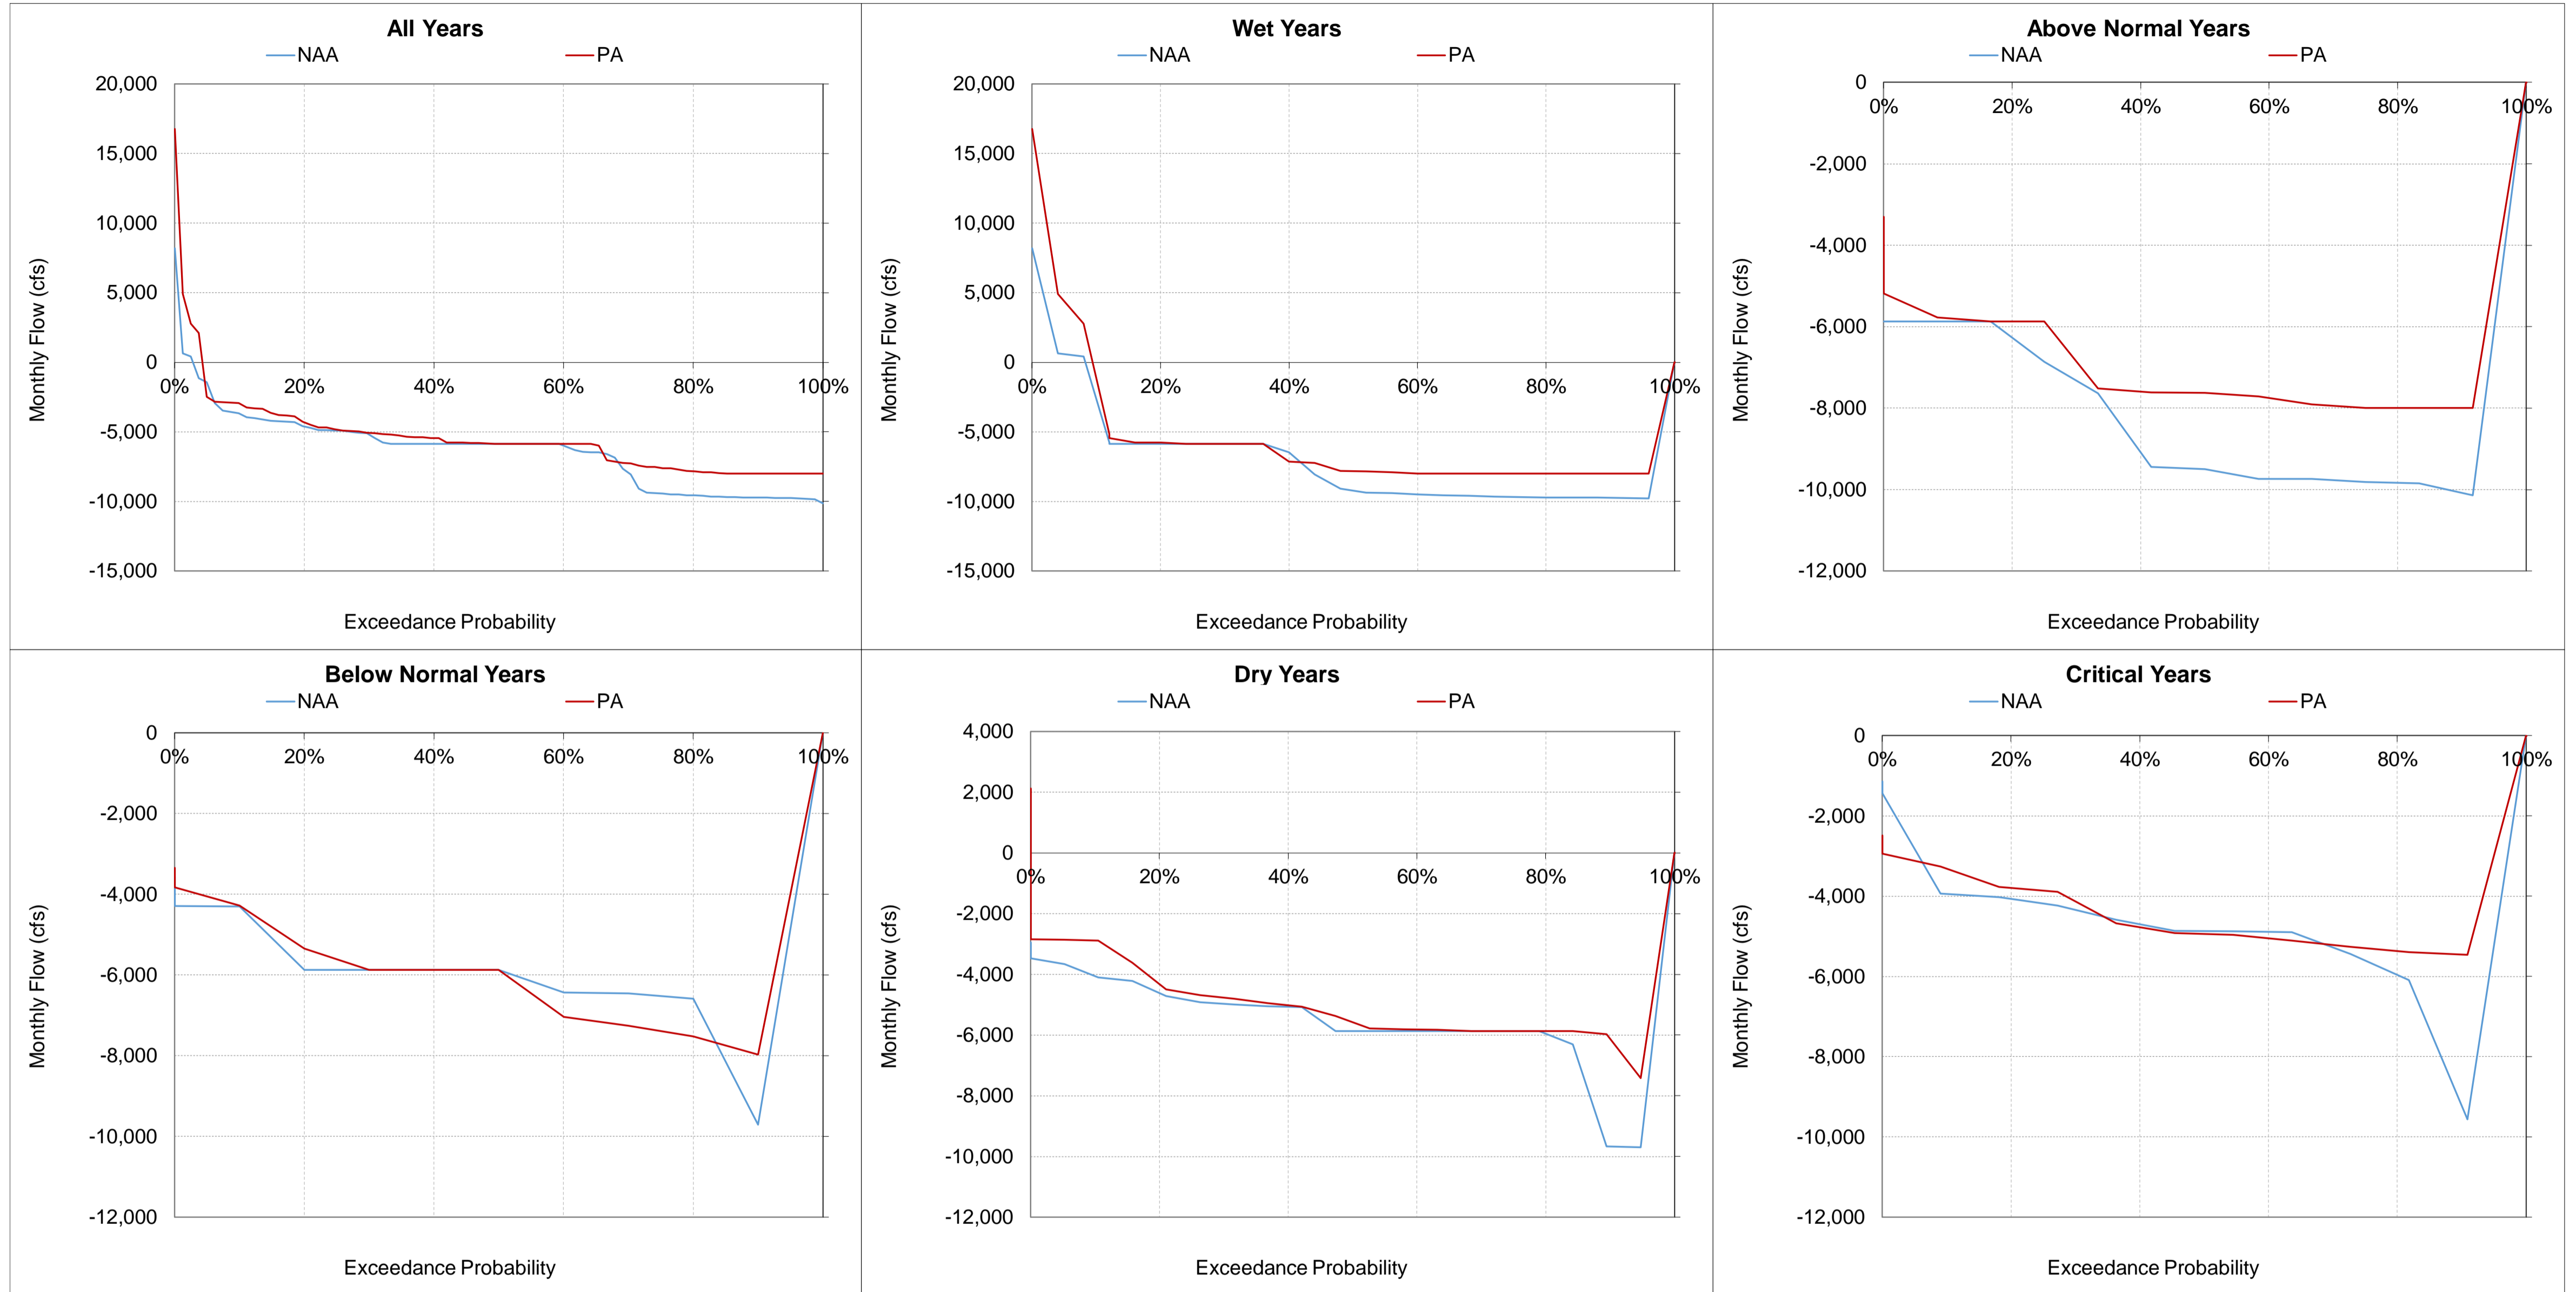 All Years
NAA PA
20,000
15,000
10,000
5,000
0
-5,000
-10,000
-15,000
0% 20% 40% 60% 80% 100%
Monthly Flow (cfs)
Exceedance Probability
Wet Years
NAA PA
20,000
15,000
10,000
5,000
0
-5,000
-10,000
-15,000
0% 20% 40% 60% 80% 100%
Monthly Flow (cfs)
Exceedance Probability
Above Normal Years
NAA PA
0
-2,000
-4,000
-6,000
-8,000
-10,000
-12,000
0% 20% 40% 60% 80% 100%
Monthly Flow (cfs)
Exceedance Probability
Below Normal Years
NAA PA
0
-2,000
-4,000
-6,000
-8,000
-10,000
-12,000
0% 20% 40% 60% 80% 100%
Monthly Flow (cfs)
Exceedance Probability
Dry Years
NAA PA
4,000
2,000
0
-2,000
-4,000
-6,000
-8,000
-10,000
-12,000
0% 20% 40% 60% 80% 100%
Monthly Flow (cfs)
Exceedance Probability
Critical Years
NAA PA
0
-2,000
-4,000
-6,000
-8,000
-10,000
-12,000
0% 20% 40% 60% 80% 100%
Monthly Flow (cfs)
Exceedance Probability